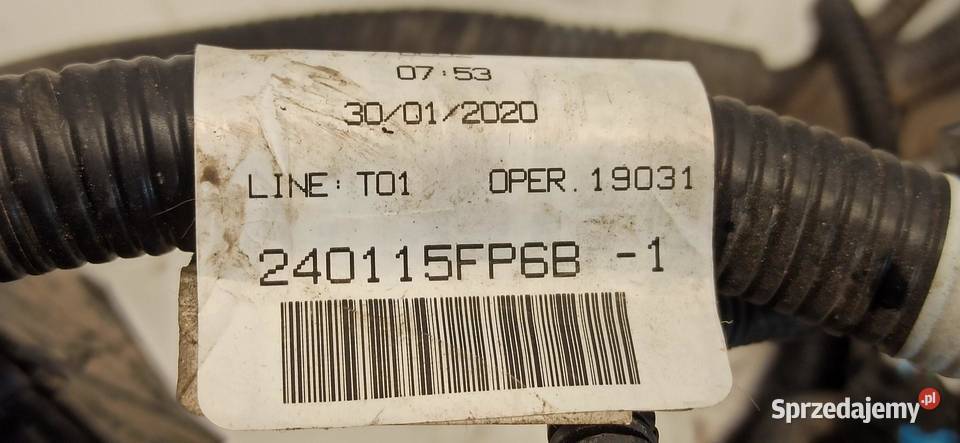 07:53
30/01/2020
LINE: T01 OPER. 19031
240115FP6B -1
Sprzedajemy.pl